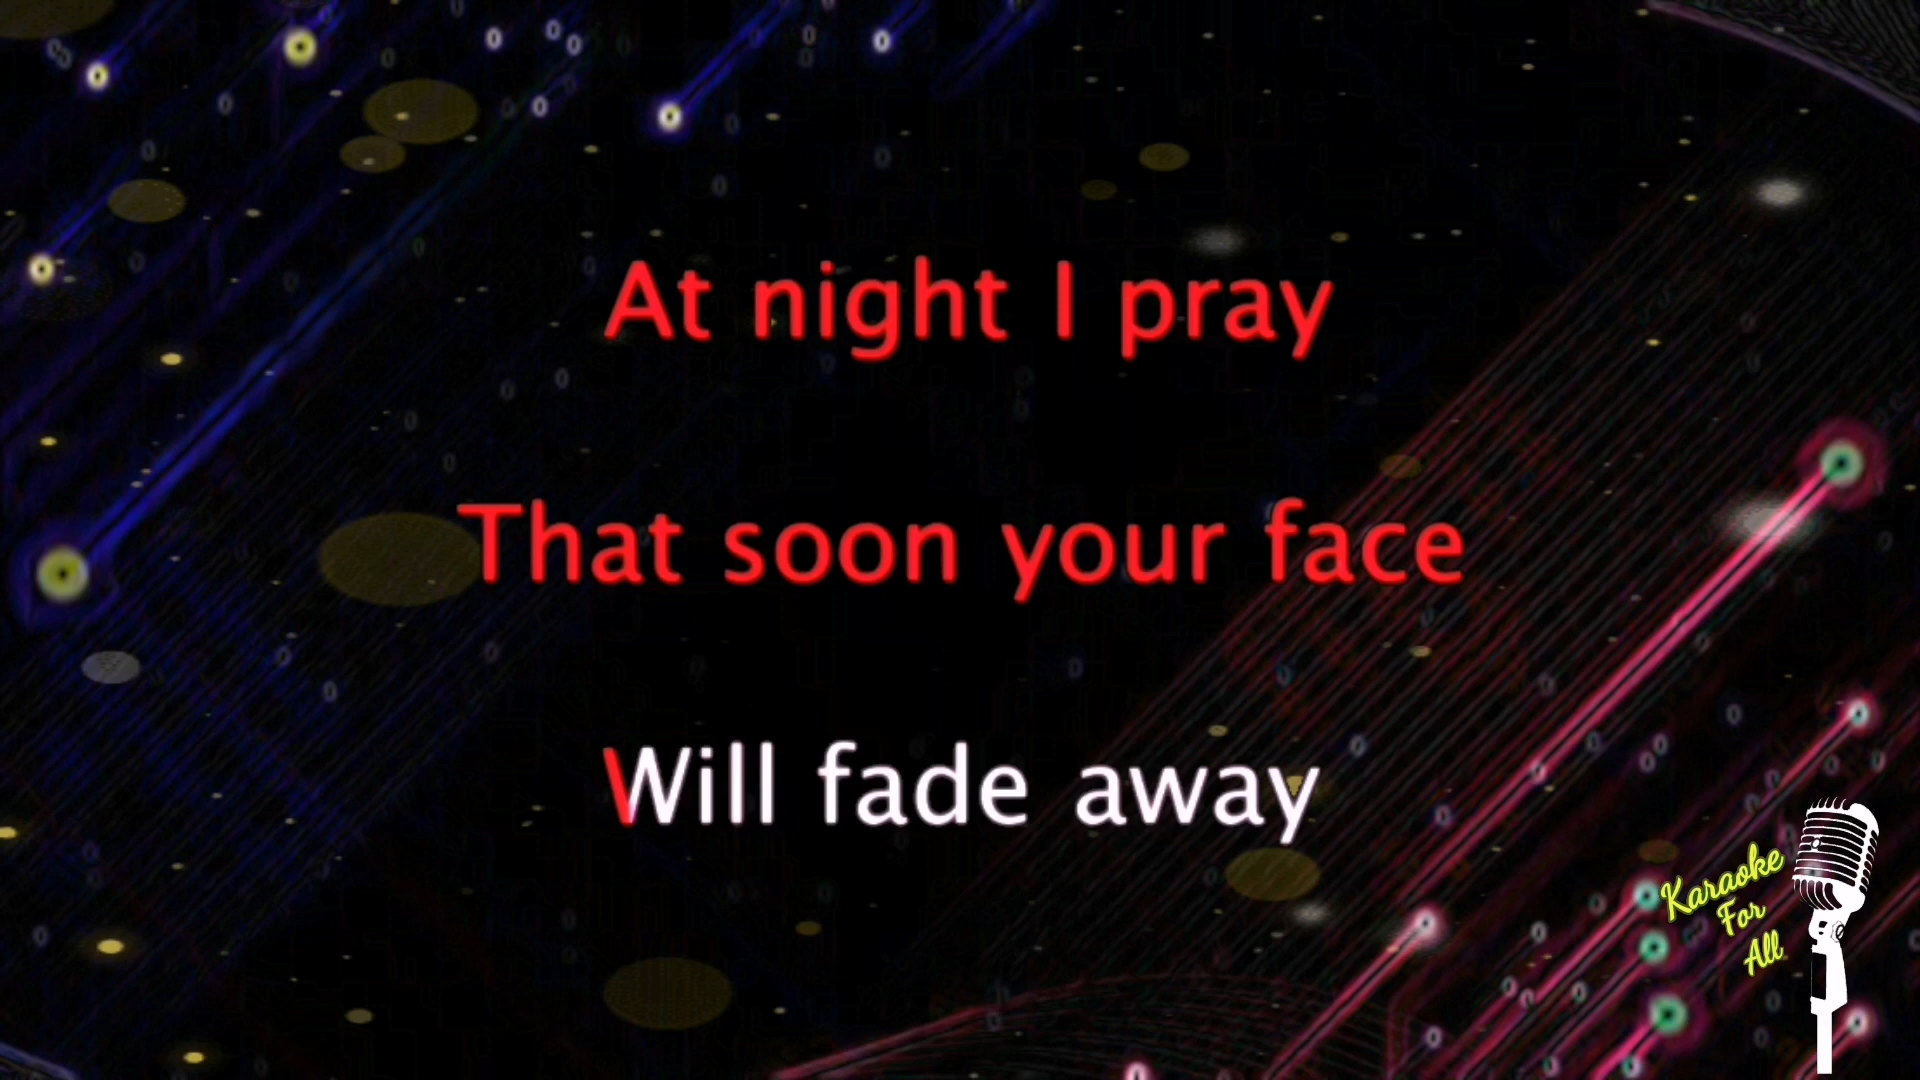 At night I pray
That soon your face
Will fade away
Karaoke
For
All